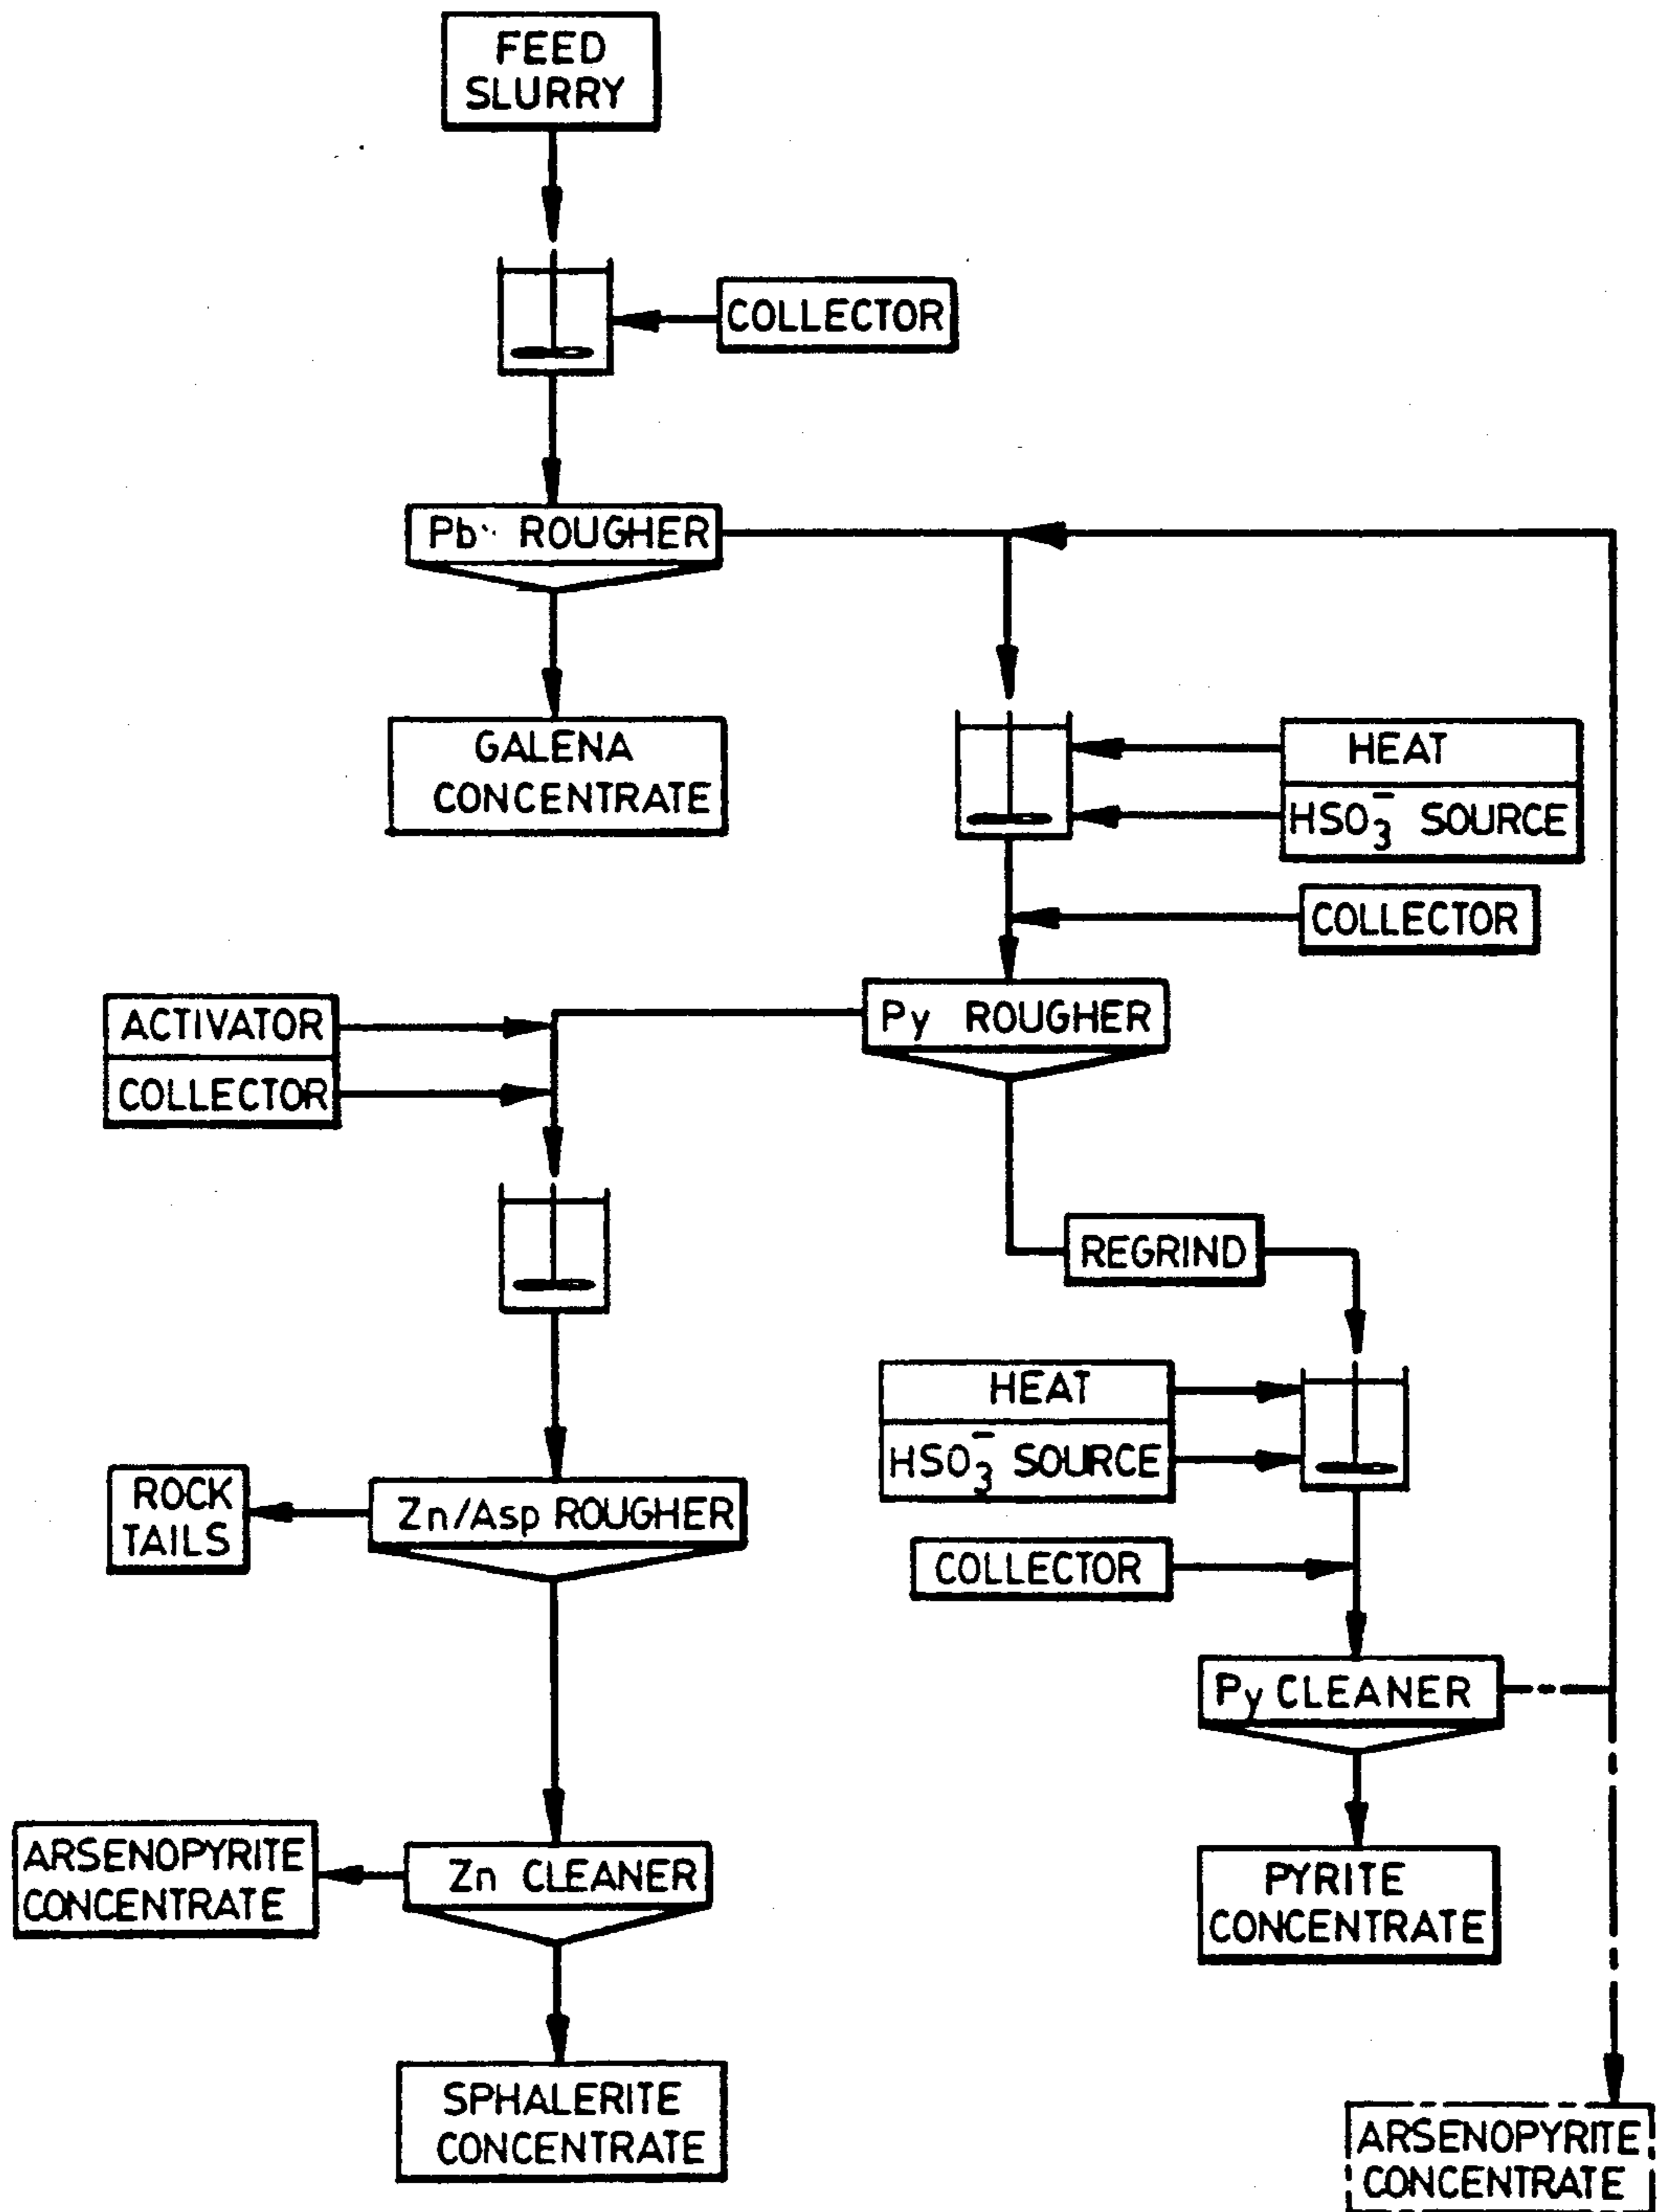 FEED
SLURRY
COLLECTOR
Pb ROUGHER
GALENA
CONCENTRATE
HEAT
HSO₃⁻ SOURCE
COLLECTOR
Py ROUGHER
ACTIVATOR
COLLECTOR
REGRIND
HEAT
HSO₃⁻ SOURCE
ROCK
TAILS
Zn/Asp ROUGHER
COLLECTOR
Py CLEANER
ARSENOPYRITE
CONCENTRATE
Zn CLEANER
PYRITE
CONCENTRATE
SPHALERITE
CONCENTRATE
ARSENOPYRITE
CONCENTRATE